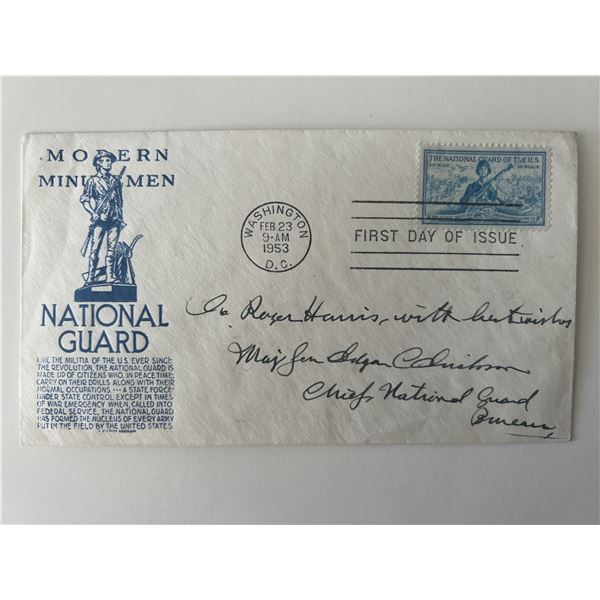 MODERN
MINUTEMEN
NATIONAL
GUARD
LIKE THE MILITIA OF THE U.S. EVER SINCE
THE REVOLUTION, THE NATIONAL GUARD IS
MADE UP OF CITIZENS WHO, IN PEACE TIME,
CARRY ON THEIR DRILLS ALONG WITH THEIR
NORMAL OCCUPATIONS. ••• A STATE FORCE
UNDER STATE CONTROL EXCEPT IN TIMES
OF WAR EMERGENCY WHEN, CALLED INTO
FEDERAL SERVICE, THE NATIONAL GUARD
HAS FORMED THE NUCLEUS OF EVERY ARMY
PUT IN THE FIELD BY THE UNITED STATES
THE NATIONAL GUARD OF THE U.S.
IN WAR IN PEACE
WASHINGTON
FEB 23
9-AM
1953
D.C.
FIRST DAY OF ISSUE
To Roger Harris, with best wishes
Maj Gen Edgar C Erickson
Chief, National Guard
Bureau,